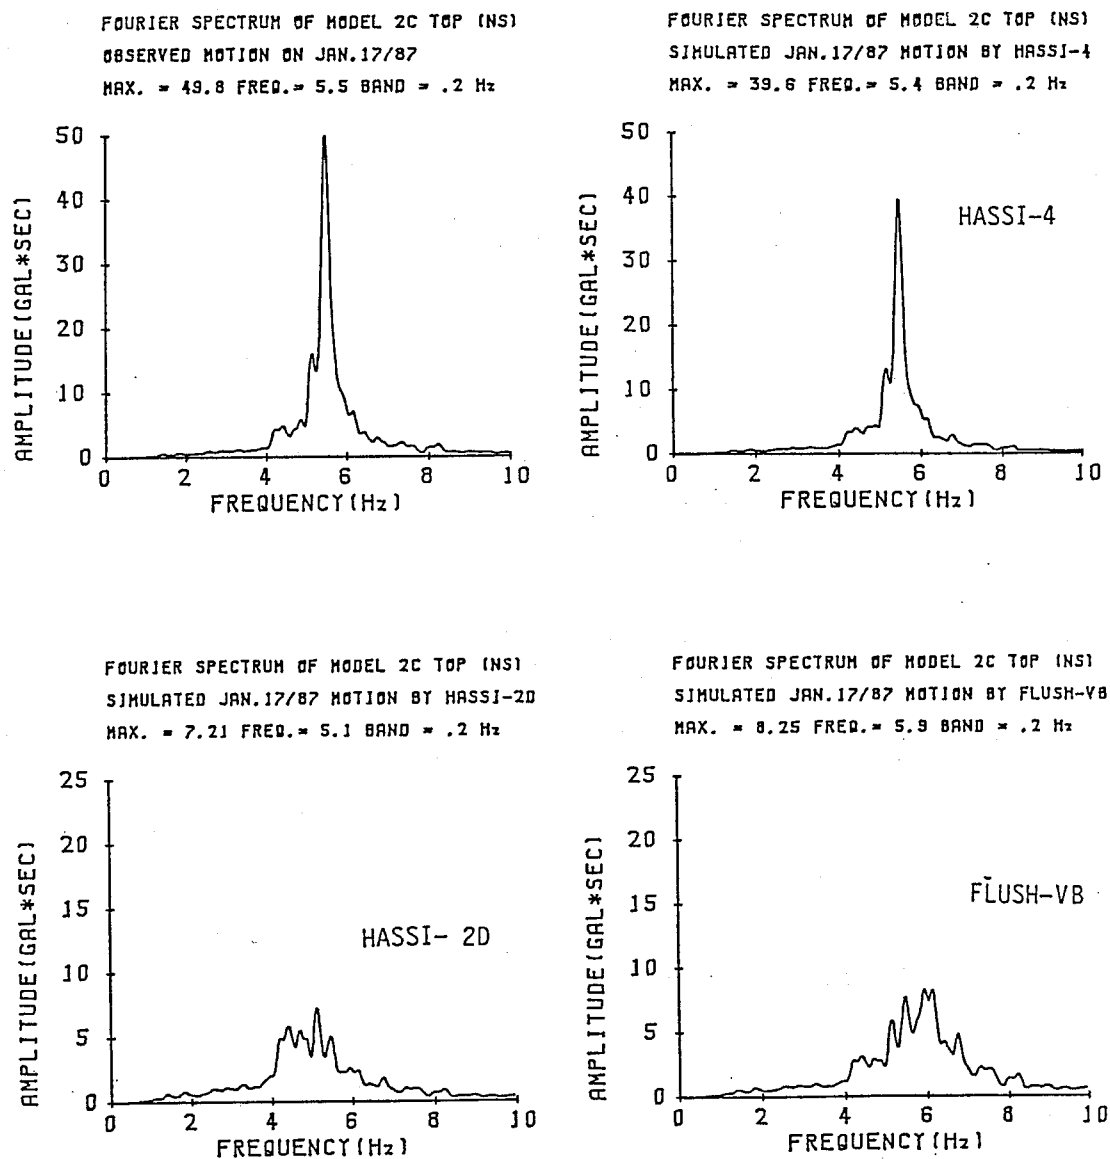 FOURIER SPECTRUM OF MODEL 2C TOP (NS)
OBSERVED MOTION ON JAN.17/87
MAX. = 49.8 FREQ.= 5.5 BAND = .2 Hz
50
40
30
20
10
0
AMPLITUDE(GAL*SEC)
0 2 4 6 8 10
FREQUENCY(Hz)
FOURIER SPECTRUM OF MODEL 2C TOP (NS)
SIMULATED JAN.17/87 MOTION BY HASSI-4
MAX. = 39.6 FREQ.= 5.4 BAND = .2 Hz
50
40
30
20
10
0
AMPLITUDE(GAL*SEC)
HASSI-4
0 2 4 6 8 10
FREQUENCY(Hz)
FOURIER SPECTRUM OF MODEL 2C TOP (NS)
SIMULATED JAN.17/87 MOTION BY HASSI-2D
MAX. = 7.21 FREQ.= 5.1 BAND = .2 Hz
25
20
15
10
5
0
AMPLITUDE(GAL*SEC)
HASSI- 2D
0 2 4 6 8 10
FREQUENCY(Hz)
FOURIER SPECTRUM OF MODEL 2C TOP (NS)
SIMULATED JAN.17/87 MOTION BY FLUSH-VB
MAX. = 8.25 FREQ.= 5.9 BAND = .2 Hz
25
20
15
10
5
0
AMPLITUDE(GAL*SEC)
FLUSH-VB
0 2 4 6 8 10
FREQUENCY(Hz)